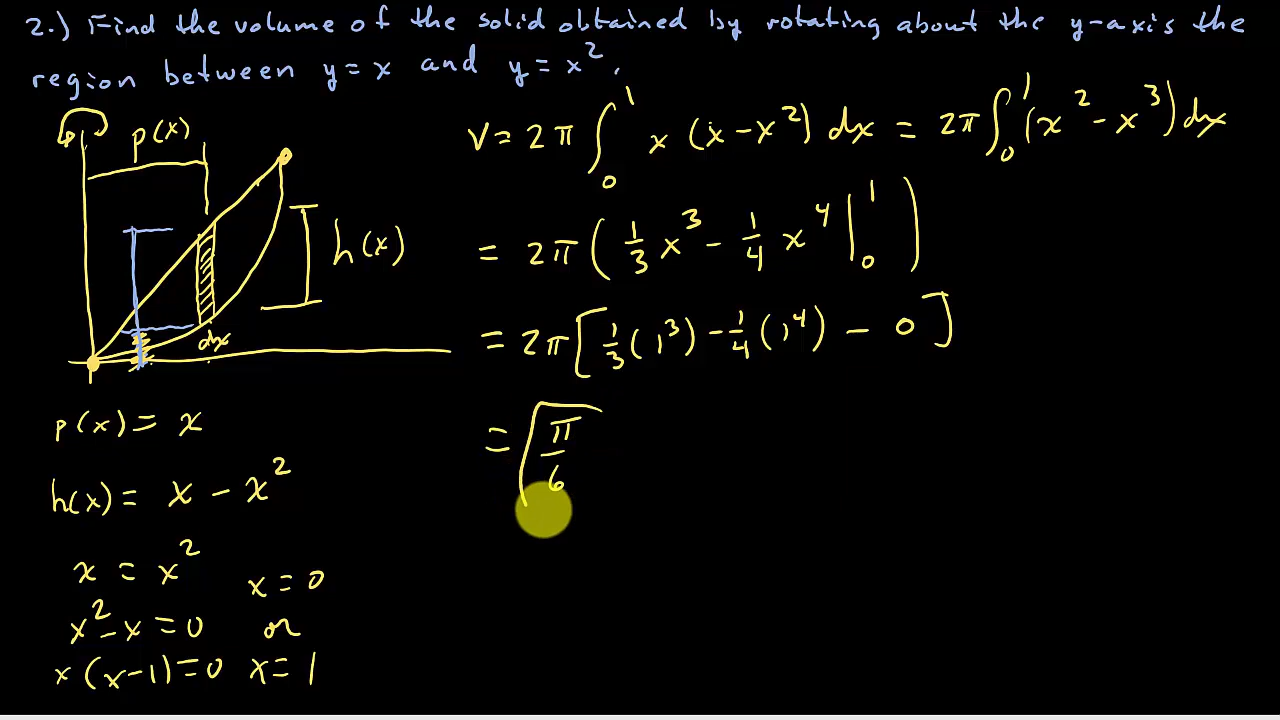 2.) Find the volume of the solid obtained by rotating about the y-axis the
region between y = x and y = x².
p(x)
h(x)
dx
p(x) = x
h(x) = x - x²
x = x²
x² - x = 0
x (x-1) = 0
x = 0
or
x = 1
V = 2π ∫₀¹ x (x - x²) dx = 2π ∫₀¹ (x² - x³) dx
= 2π ( 1/3 x³ - 1/4 x⁴ |₀¹ )
= 2π [ 1/3 (1³) - 1/4 (1⁴) - 0 ]
= π/6